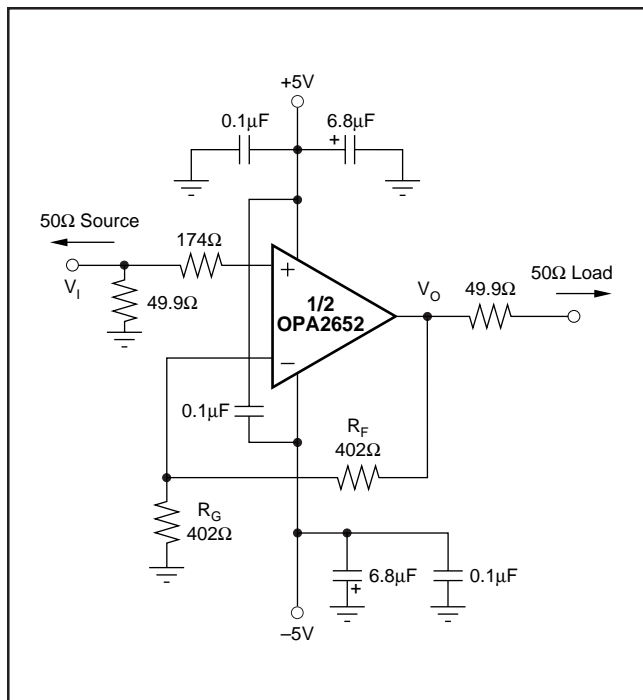 +5V
0.1µF
6.8µF
+
50Ω Source
174Ω
50Ω Load
V_I
49.9Ω
+
1/2
OPA2652
V_O
49.9Ω
−
0.1µF
R_F
402Ω
R_G
402Ω
6.8µF
+
0.1µF
−5V